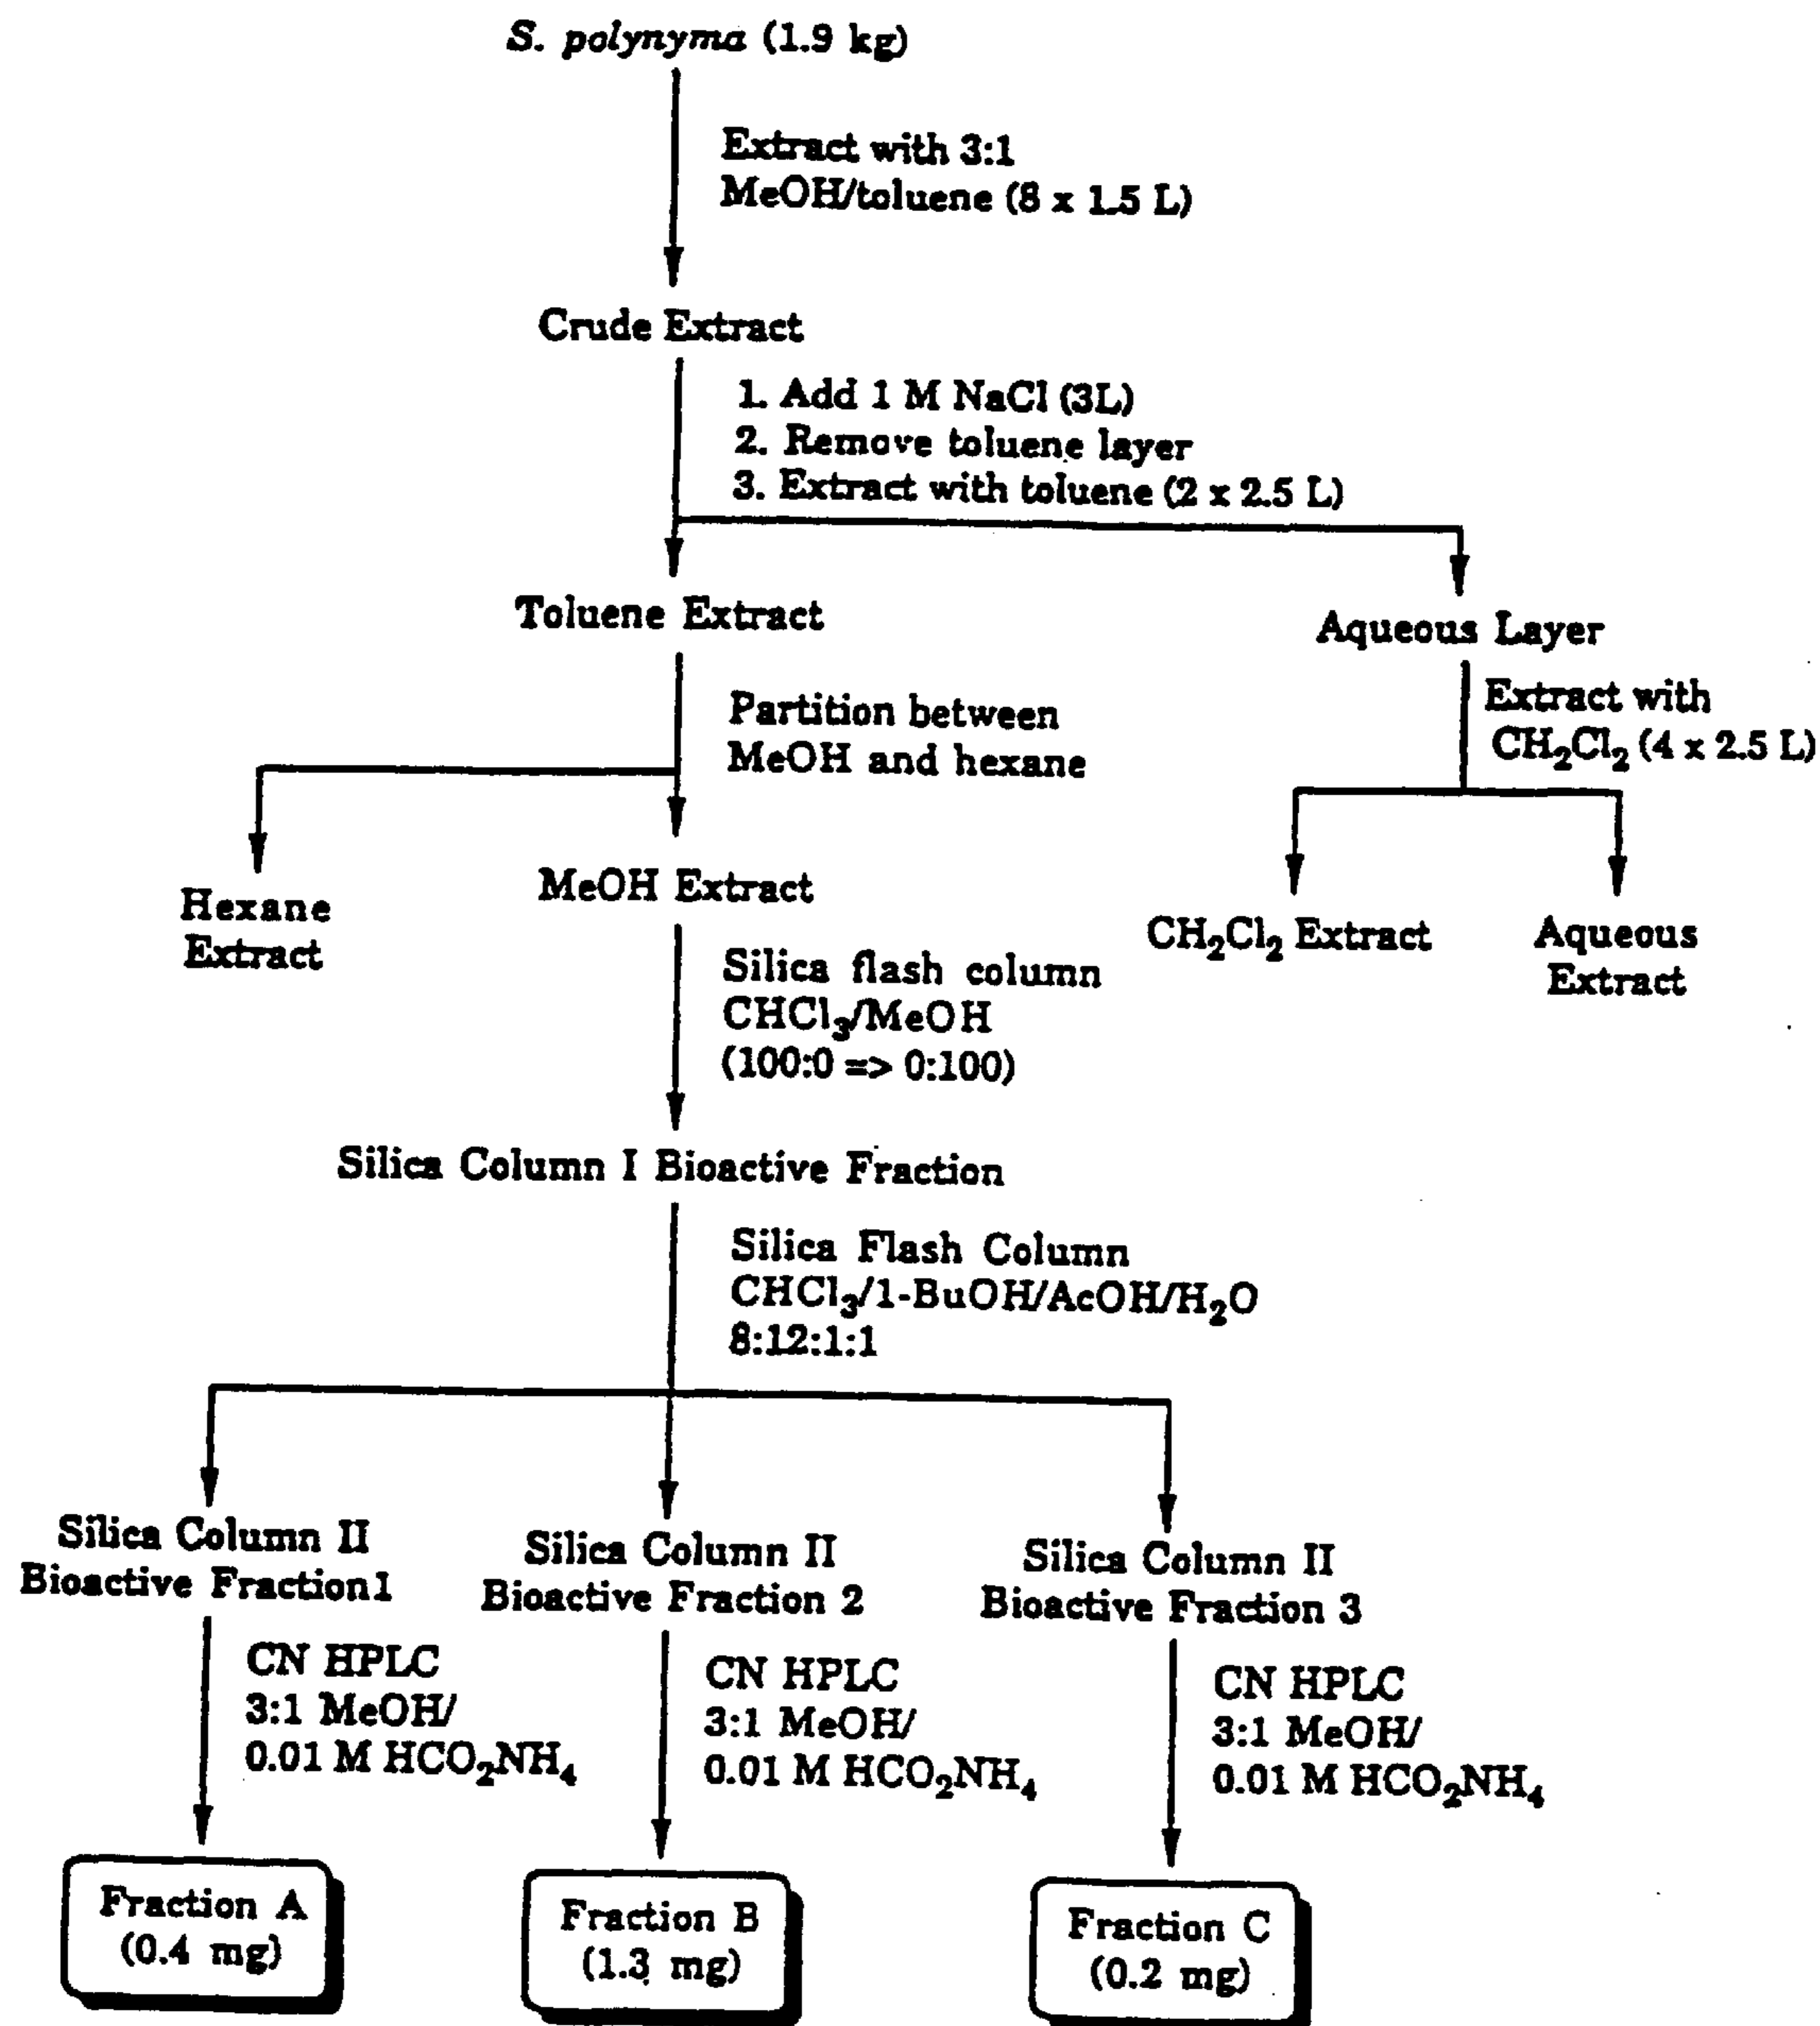 S. polynyma (1.9 kg)
Extract with 3:1
MeOH/toluene (8 x 1.5 L)
Crude Extract
1. Add 1 M NaCl (3L)
2. Remove toluene layer
3. Extract with toluene (2 x 2.5 L)
Toluene Extract
Aqueous Layer
Partition between
MeOH and hexane
Extract with
CH₂Cl₂ (4 x 2.5 L)
Hexane
Extract
MeOH Extract
CH₂Cl₂ Extract
Aqueous
Extract
Silica flash column
CHCl₃/MeOH
(100:0 => 0:100)
Silica Column I Bioactive Fraction
Silica Flash Column
CHCl₃/1-BuOH/AcOH/H₂O
8:12:1:1
Silica Column II
Bioactive Fraction1
Silica Column II
Bioactive Fraction 2
Silica Column II
Bioactive Fraction 3
CN HPLC
3:1 MeOH/
0.01 M HCO₂NH₄
CN HPLC
3:1 MeOH/
0.01 M HCO₂NH₄
CN HPLC
3:1 MeOH/
0.01 M HCO₂NH₄
Fraction A
(0.4 mg)
Fraction B
(1.3 mg)
Fraction C
(0.2 mg)